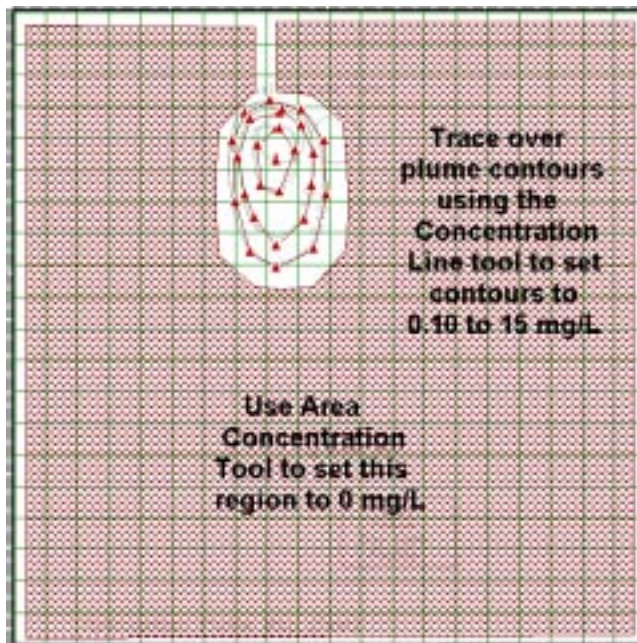 Trace over
plume contours
using the
Concentration
Line tool to set
contours to
0.10 to 15 mg/L
Use Area
Concentration
Tool to set this
region to 0 mg/L